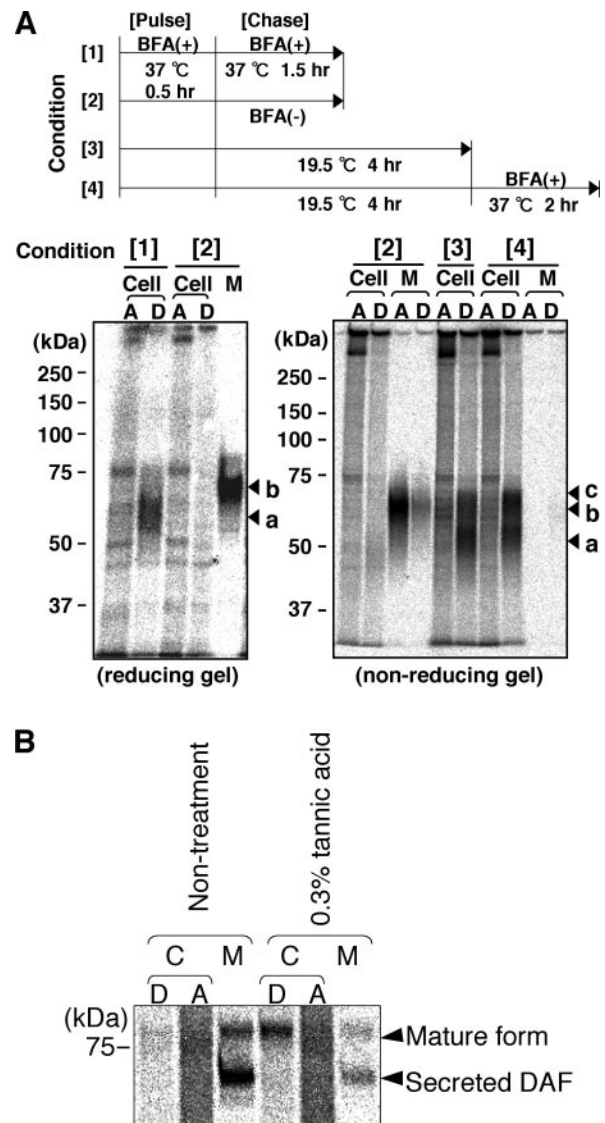 A
[Pulse] [Chase]
BFA(+) BFA(+)
[1]
37 ℃ 37 ℃ 1.5 hr
0.5 hr
[2]
BFA(-)
Condition
[3]
19.5 ℃ 4 hr
BFA(+)
[4]
19.5 ℃ 4 hr 37 ℃ 2 hr
Condition [1] [2]
Cell Cell M
A D A D
(kDa)
250
150
100
75
50
37
b
a
(reducing gel)
[2] [3] [4]
Cell M Cell Cell M
A D A D A D A D A D
(kDa)
250
150
100
75
50
37
c
b
a
(non-reducing gel)
B
Non-treatment
0.3% tannic acid
C M C M
D A D A
(kDa)
75
Mature form
Secreted DAF